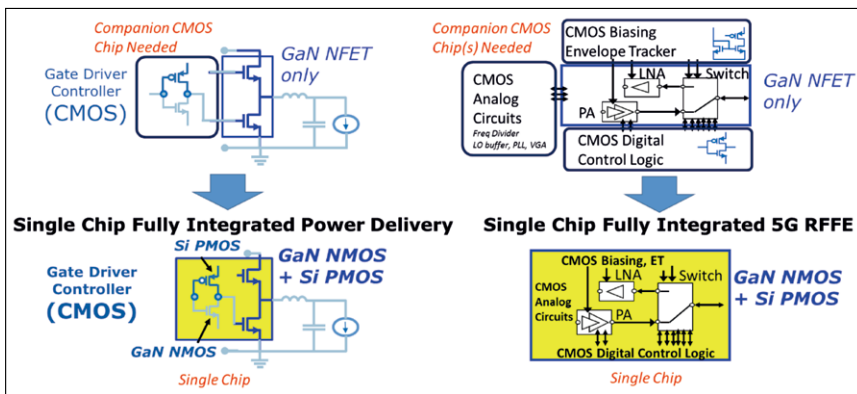 Companion CMOS
Chip Needed
GaN NFET
only
Gate Driver
Controller
(CMOS)
Companion CMOS
Chip(s) Needed
CMOS Biasing
Envelope Tracker
CMOS
Analog
Circuits
Freq Divider
LO buffer, PLL, VGA
LNA
Switch
PA
GaN NFET
only
CMOS Digital
Control Logic
Single Chip Fully Integrated Power Delivery
Si PMOS
GaN NMOS
+ Si PMOS
Gate Driver
Controller
(CMOS)
GaN NMOS
Single Chip
Single Chip Fully Integrated 5G RFFE
CMOS Biasing, ET
LNA
Switch
CMOS
Analog
Circuits
PA
GaN NMOS
+ Si PMOS
CMOS Digital Control Logic
Single Chip